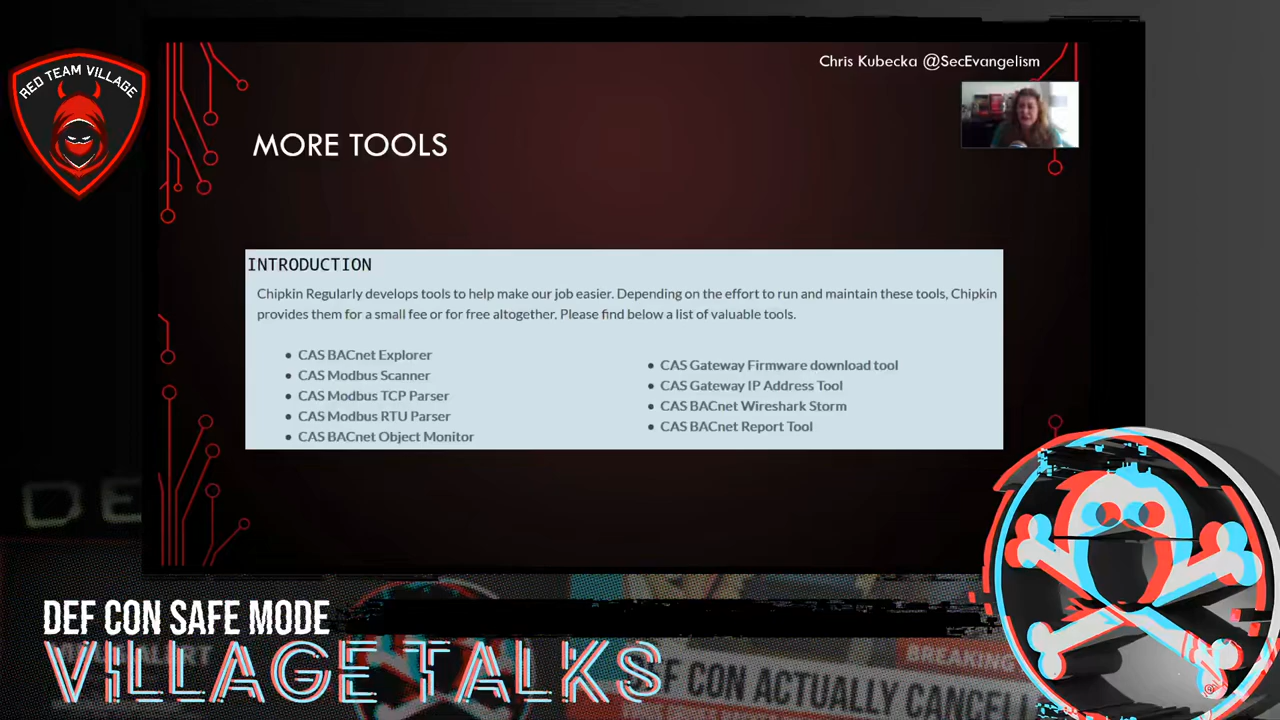 RED TEAM VILLAGE
Chris Kubecka @SecEvangelism
MORE TOOLS
INTRODUCTION
Chipkin Regularly develops tools to help make our job easier. Depending on the effort to run and maintain these tools, Chipkin
provides them for a small fee or for free altogether. Please find below a list of valuable tools.
• CAS BACnet Explorer
• CAS Modbus Scanner
• CAS Modbus TCP Parser
• CAS Modbus RTU Parser
• CAS BACnet Object Monitor
• CAS Gateway Firmware download tool
• CAS Gateway IP Address Tool
• CAS BACnet Wireshark Storm
• CAS BACnet Report Tool
DE
DEF CON SAFE MODE
VILLAGE TALKS
BREAKING
EF CON ACTUALLY CANCELL